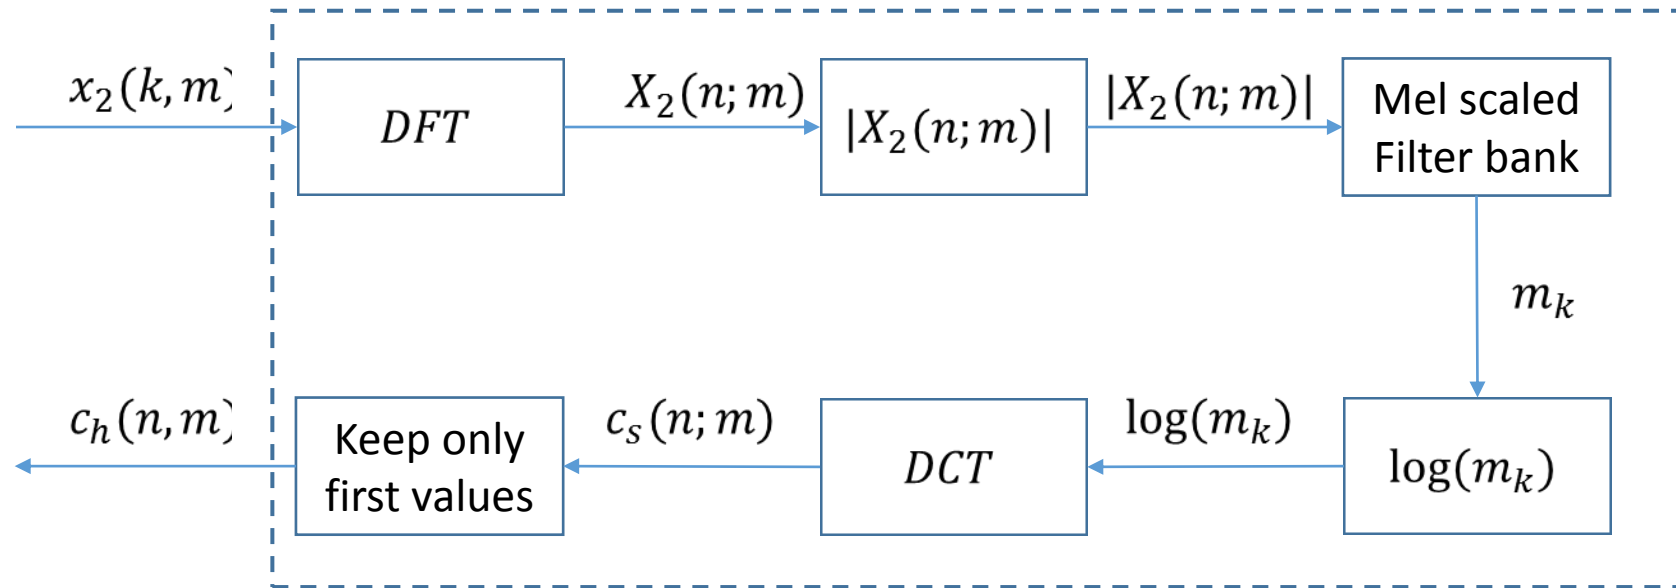 x₂(k,m)
DFT
X₂(n;m)
|X₂(n;m)|
|X₂(n;m)|
Mel scaled
Filter bank
m_k
log(m_k)
log(m_k)
DCT
c_s(n;m)
Keep only
first values
c_h(n,m)